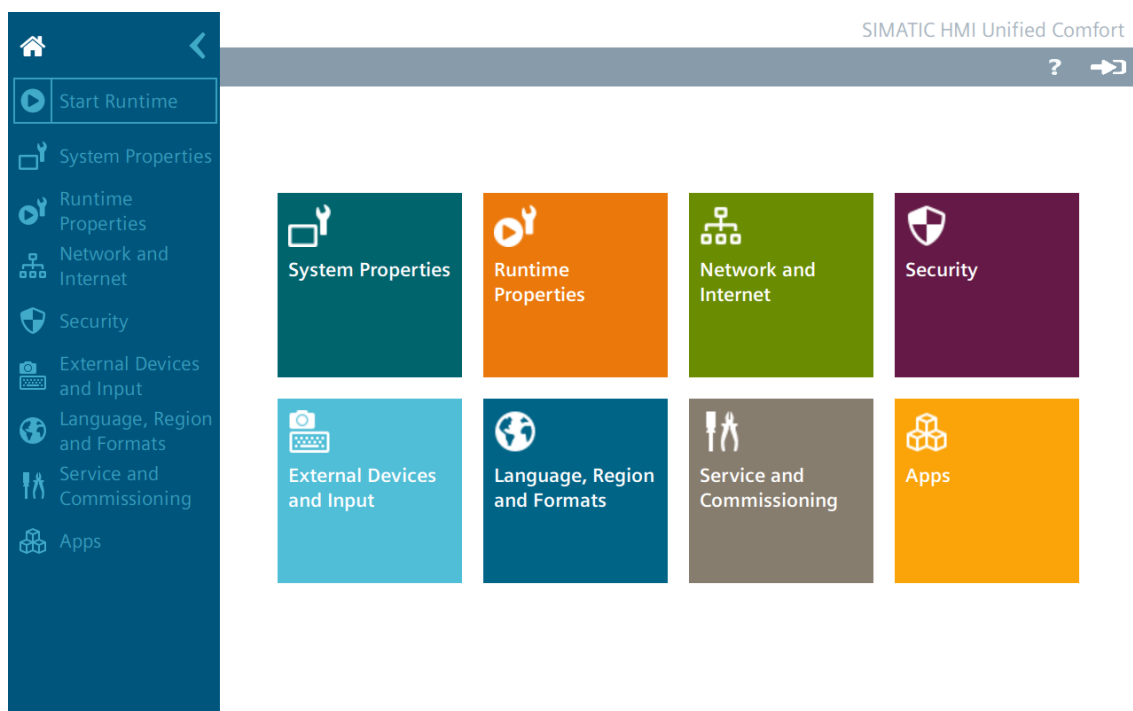 SIMATIC HMI Unified Comfort
?
Start Runtime
System Properties
Runtime
Properties
Network and
Internet
Security
External Devices
and Input
Language, Region
and Formats
Service and
Commissioning
Apps
System Properties
Runtime
Properties
Network and
Internet
Security
External Devices
and Input
Language, Region
and Formats
Service and
Commissioning
Apps